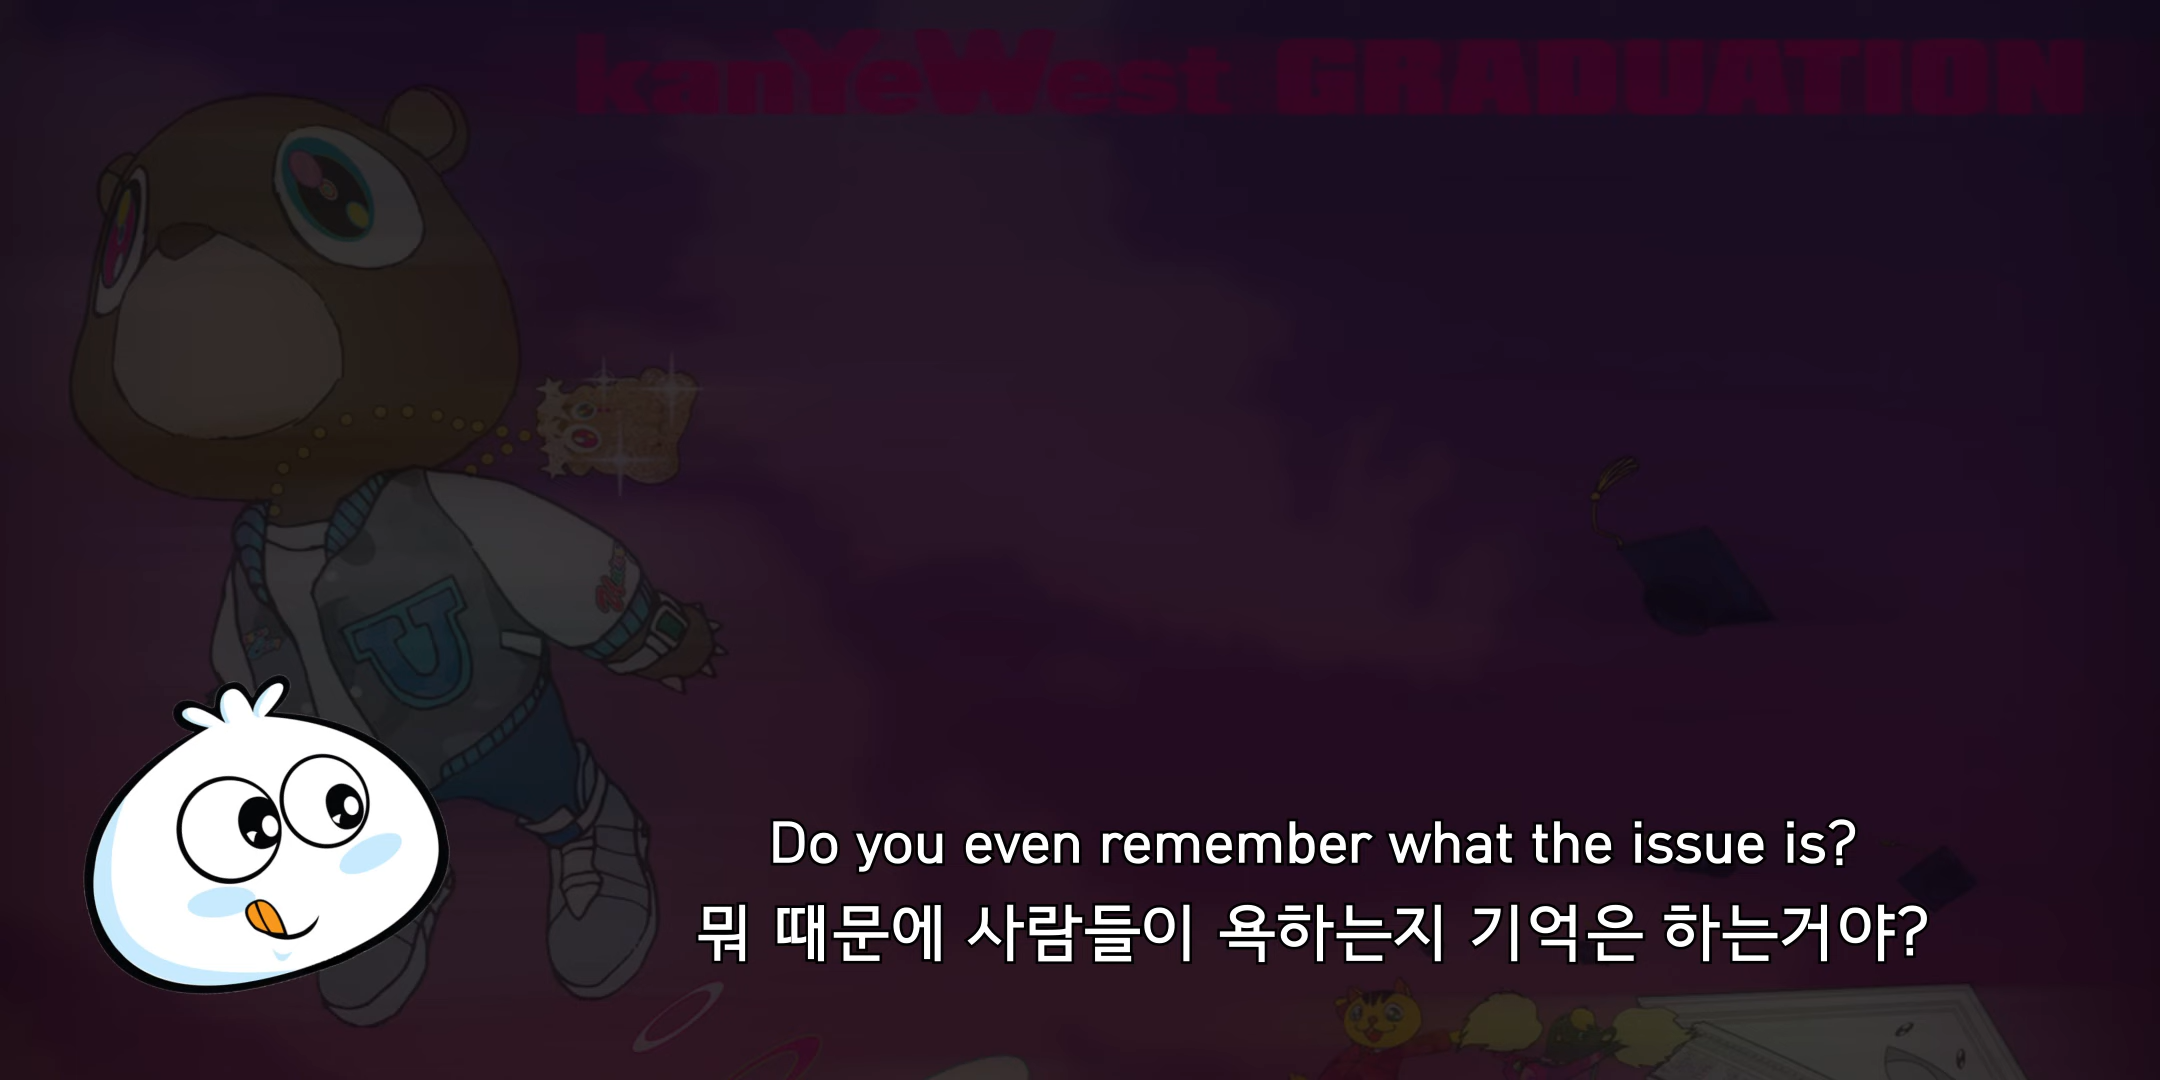 kanYeWest GRADUATION
U
Do you even remember what the issue is?
뭐 때문에 사람들이 욕하는지 기억은 하는거야?